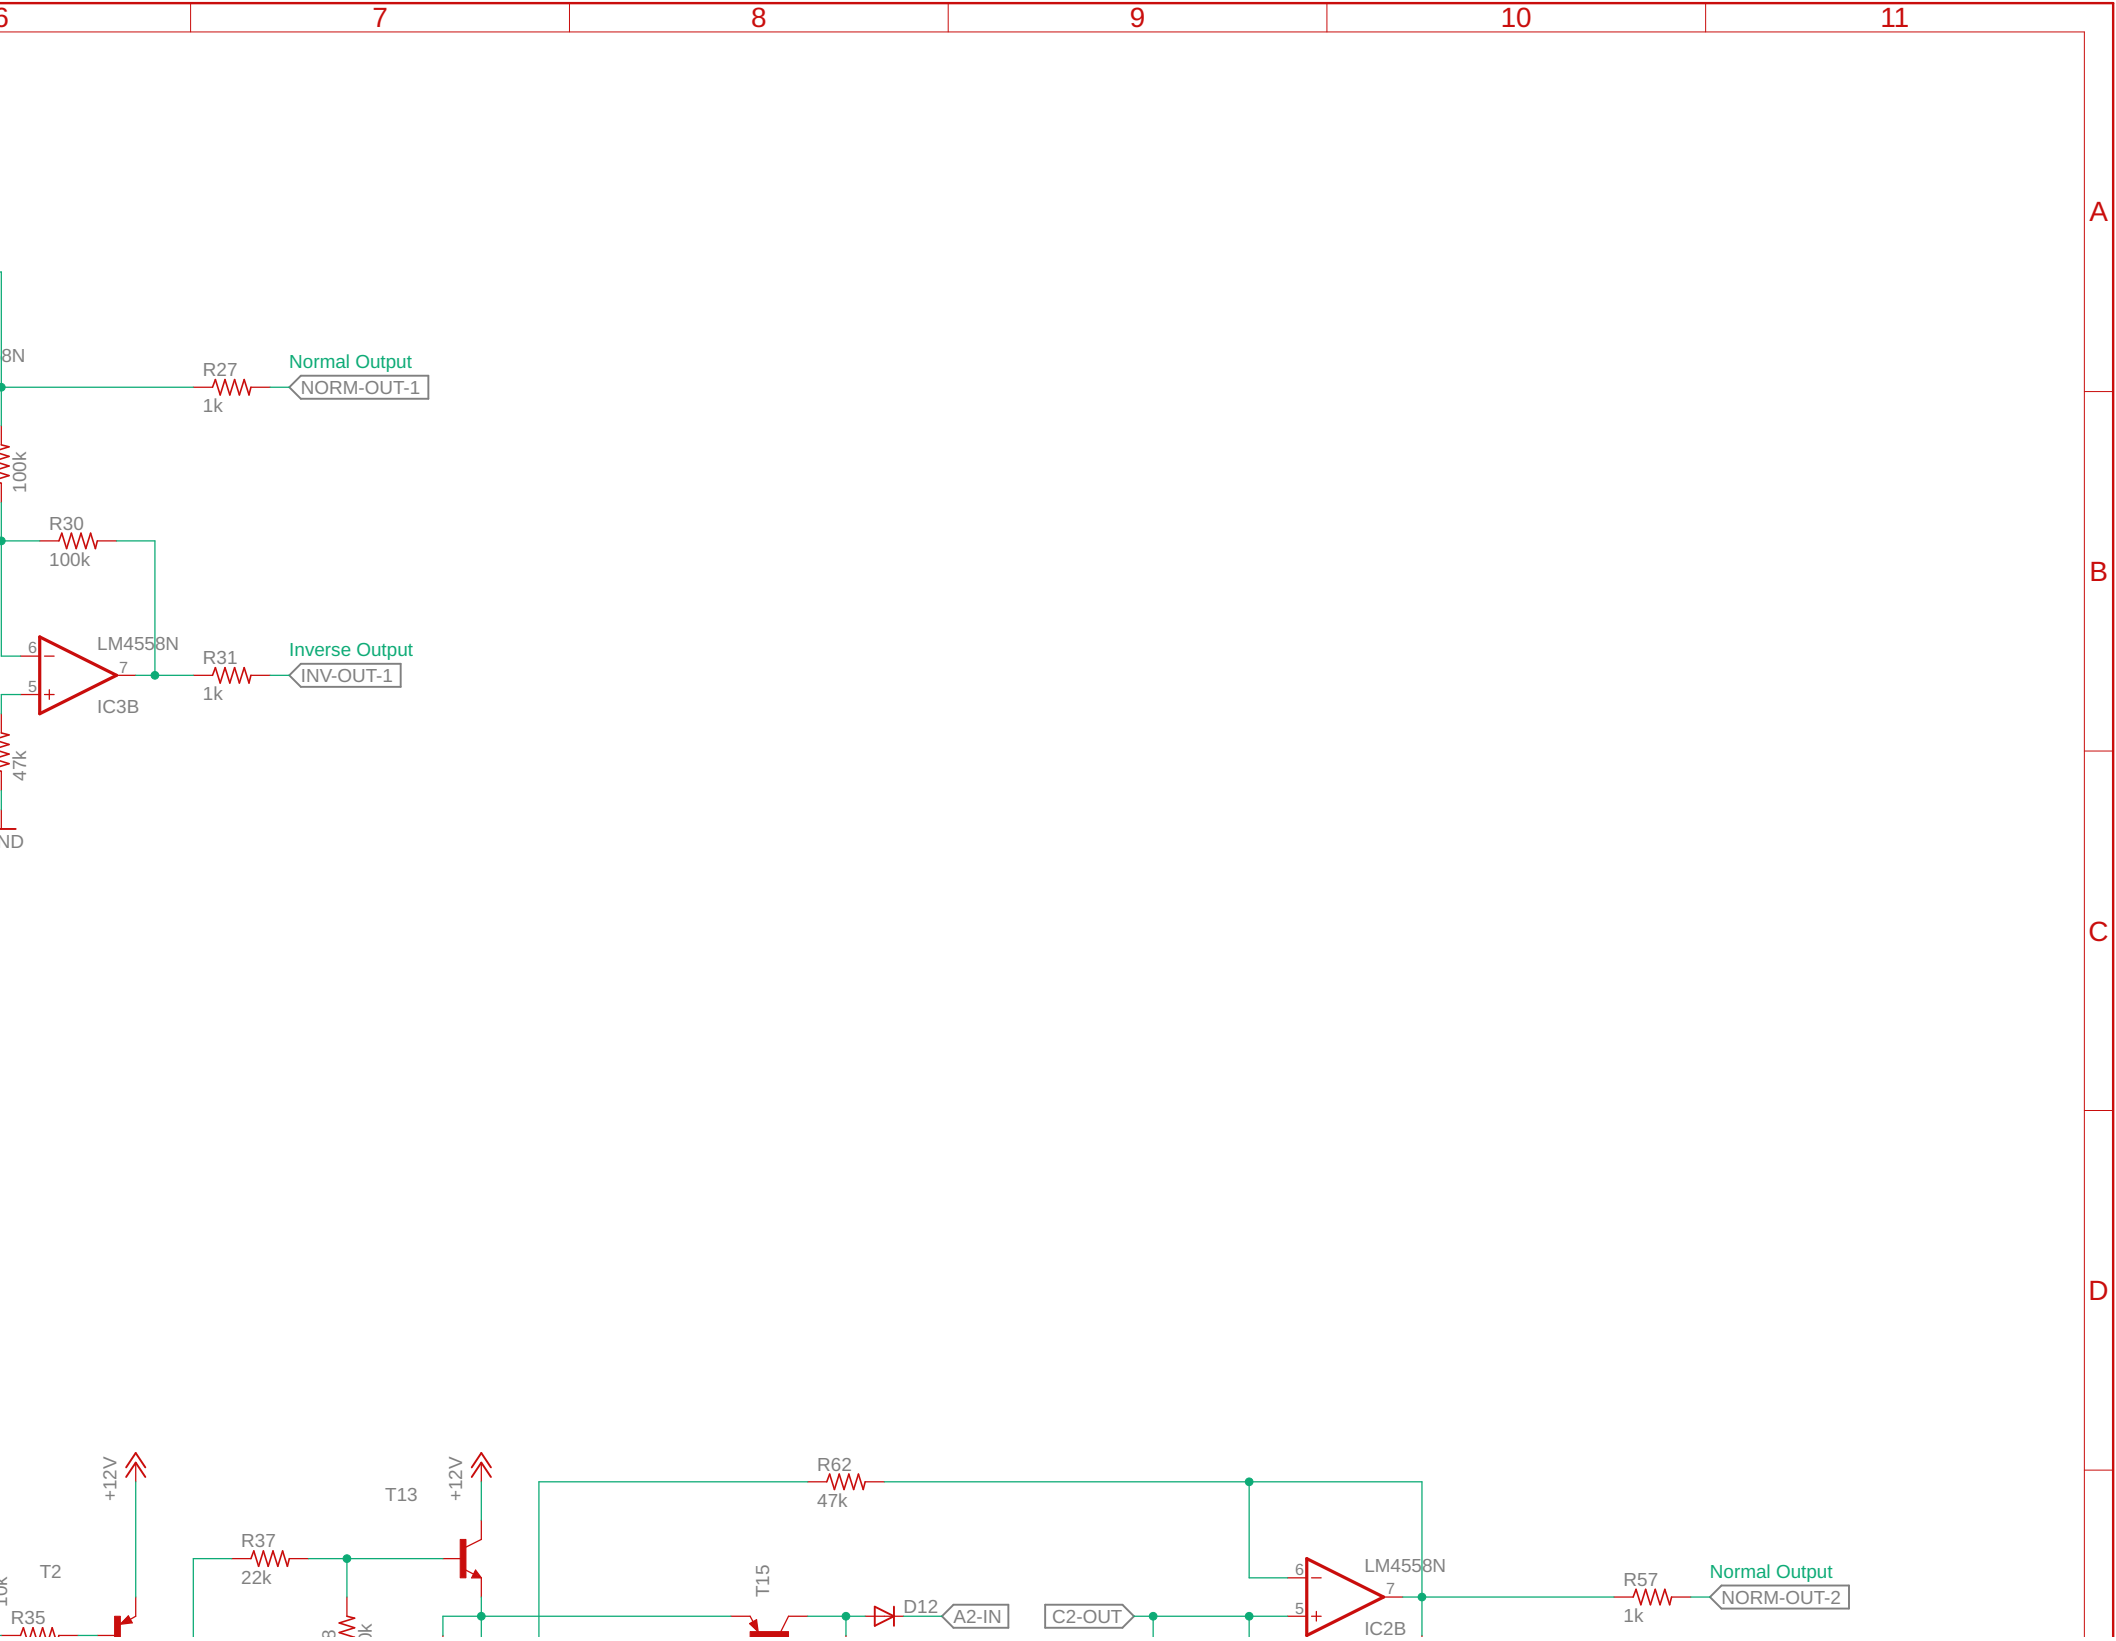 6 7 8 9 10 11
A
8N
R27
Normal Output
NORM-OUT-1
1k
100k
R30
100k
B
LM4558N
6
7
5
IC3B
R31
Inverse Output
INV-OUT-1
1k
47k
ND
C
D
+12V
+12V
T13
R62
47k
R37
22k
T2
R35
T15
D12
A2-IN
C2-OUT
LM4558N
6
7
5
IC2B
R57
Normal Output
NORM-OUT-2
1k